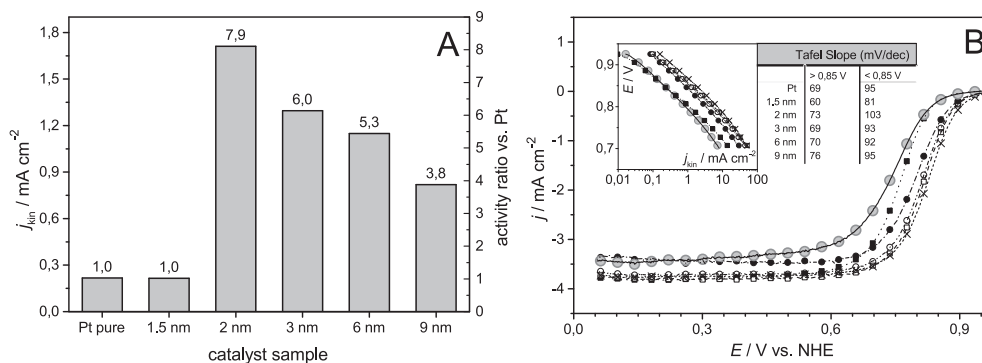 A
j_kin / mA cm⁻²
1,8
1,5
1,2
0,9
0,6
0,3
0,0
1,0
1,0
7,9
6,0
5,3
3,8
9
8
7
6
5
4
3
2
1
0
activity ratio vs. Pt
Pt pure 1.5 nm 2 nm 3 nm 6 nm 9 nm
catalyst sample
B
j / mA cm⁻²
1
0
-1
-2
-3
-4
0,0 0,3 0,6 0,9
E / V vs. NHE
E / V
0,9
0,8
0,7
j_kin / mA cm⁻²
0,01 0,1 1 10 100
Tafel Slope (mV/dec)
> 0,85 V < 0,85 V
Pt 69 95
1.5 nm 60 81
2 nm 73 103
3 nm 69 93
6 nm 70 92
9 nm 76 95